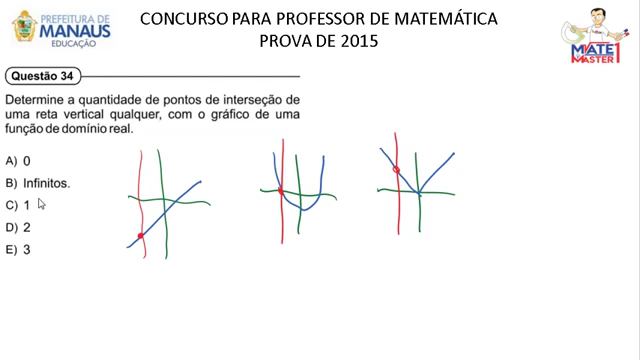 PREFEITURA DE
MANAUS
EDUCAÇÃO
CONCURSO PARA PROFESSOR DE MATEMÁTICA
PROVA DE 2015
MATE
MASTER1
Questão 34
Determine a quantidade de pontos de interseção de
uma reta vertical qualquer, com o gráfico de uma
função de domínio real.
A) 0
B) Infinitos.
C) 1
D) 2
E) 3